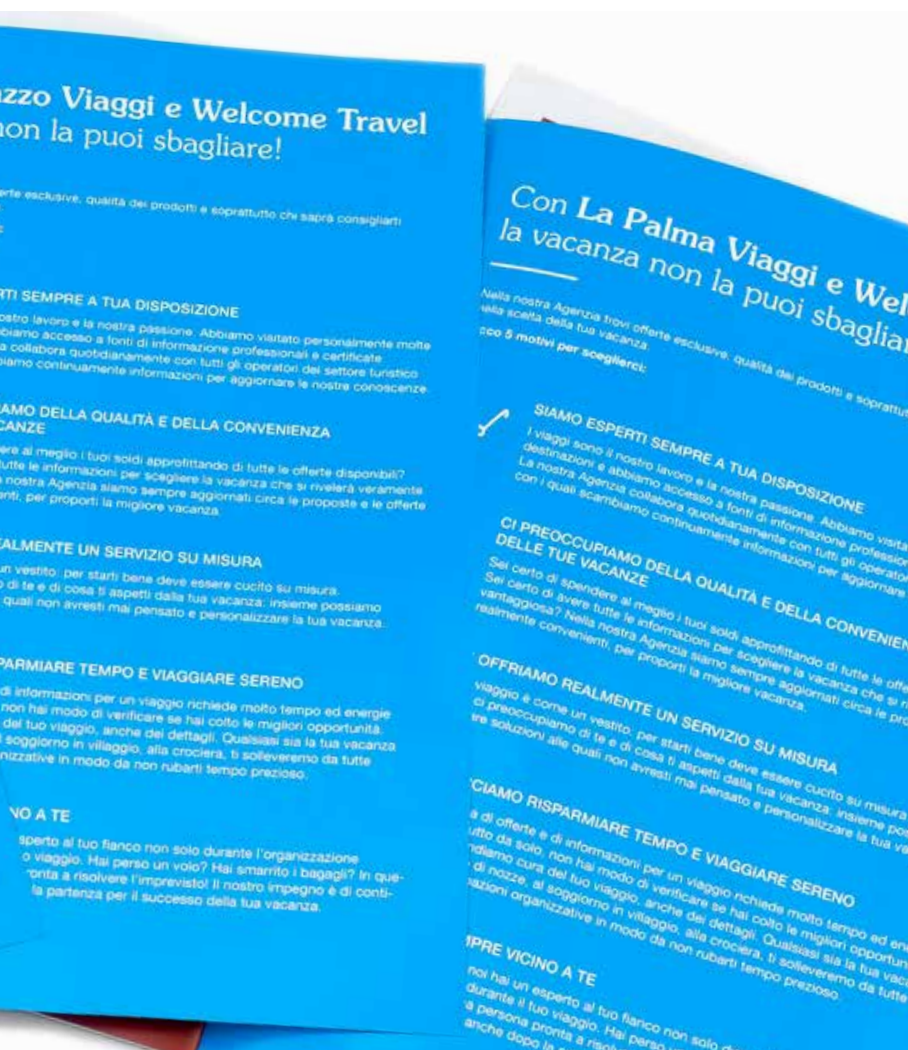 zzo Viaggi e Welcome Travel
non la puoi sbagliare!
erte esclusive, qualità dei prodotti e soprattutto chi saprà consigliarti
RTI SEMPRE A TUA DISPOSIZIONE
ostro lavoro e la nostra passione. Abbiamo visitato personalmente molte
biamo accesso a fonti di informazione professionali e certificate
a collabora quotidianamente con tutti gli operatori del settore turistico
iamo continuamente informazioni per aggiornare le nostre conoscenze.
AMO DELLA QUALITÀ E DELLA CONVENIENZA
CANZE
ere al meglio i tuoi soldi approfittando di tutte le offerte disponibili?
tutte le informazioni per scegliere la vacanza che si rivelerà veramente
nostra Agenzia siamo sempre aggiornati circa le proposte e le offerte
enti, per proporti la migliore vacanza.
EALMENTE UN SERVIZIO SU MISURA
un vestito: per starti bene deve essere cucito su misura.
o di te e di cosa ti aspetti dalla tua vacanza: insieme possiamo
quali non avresti mai pensato e personalizzare la tua vacanza.
PARMIARE TEMPO E VIAGGIARE SERENO
di informazioni per un viaggio richiede molto tempo ed energie
non hai modo di verificare se hai colto le migliori opportunità.
del tuo viaggio, anche dei dettagli. Qualsiasi sia la tua vacanza
soggiorno in villaggio, alla crociera, ti solleveremo da tutte
nizzative in modo da non rubarti tempo prezioso.
NO A TE
sperto al tuo fianco non solo durante l'organizzazione
o viaggio. Hai perso un volo? Hai smarrito i bagagli? In que-
ronta a risolvere l'imprevisto! Il nostro impegno è di conti-
la partenza per il successo della tua vacanza.
Con La Palma Viaggi e Wel
la vacanza non la puoi sbagliar
Nella nostra Agenzia trovi offerte esclusive, qualità dei prodotti e soprattut
nella scelta della tua vacanza.
cco 5 motivi per sceglierci:
SIAMO ESPERTI SEMPRE A TUA DISPOSIZIONE
I viaggi sono il nostro lavoro e la nostra passione. Abbiamo visita
destinazioni e abbiamo accesso a fonti di informazione profession
La nostra Agenzia collabora quotidianamente con tutti gli operator
con i quali scambiamo continuamente informazioni per aggiornare
CI PREOCCUPIAMO DELLA QUALITÀ E DELLA CONVENIEN
DELLE TUE VACANZE
Sei certo di spendere al meglio i tuoi soldi approfittando di tutte le offe
Sei certo di avere tutte le informazioni per scegliere la vacanza che si r
vantaggiosa? Nella nostra Agenzia siamo sempre aggiornati circa le pro
realmente convenienti, per proporti la migliore vacanza.
OFFRIAMO REALMENTE UN SERVIZIO SU MISURA
viaggio è come un vestito: per starti bene deve essere cucito su misura
ci preoccupiamo di te e di cosa ti aspetti dalla tua vacanza: insieme pos
re soluzioni alle quali non avresti mai pensato e personalizzare la tua va
CIAMO RISPARMIARE TEMPO E VIAGGIARE SERENO
a di offerte e di informazioni per un viaggio richiede molto tempo ed ene
utto da solo, non hai modo di verificare se hai colto le migliori opportun
ndiamo cura del tuo viaggio, anche dei dettagli. Qualsiasi sia la tua vaca
di nozze, al soggiorno in villaggio, alla crociera, ti solleveremo da tutte
azioni organizzative in modo da non rubarti tempo prezioso.
PRE VICINO A TE
noi hai un esperto al tuo fianco non solo d
durante il tuo viaggio. Hai perso
a persona pronta a risol
anche dopo la